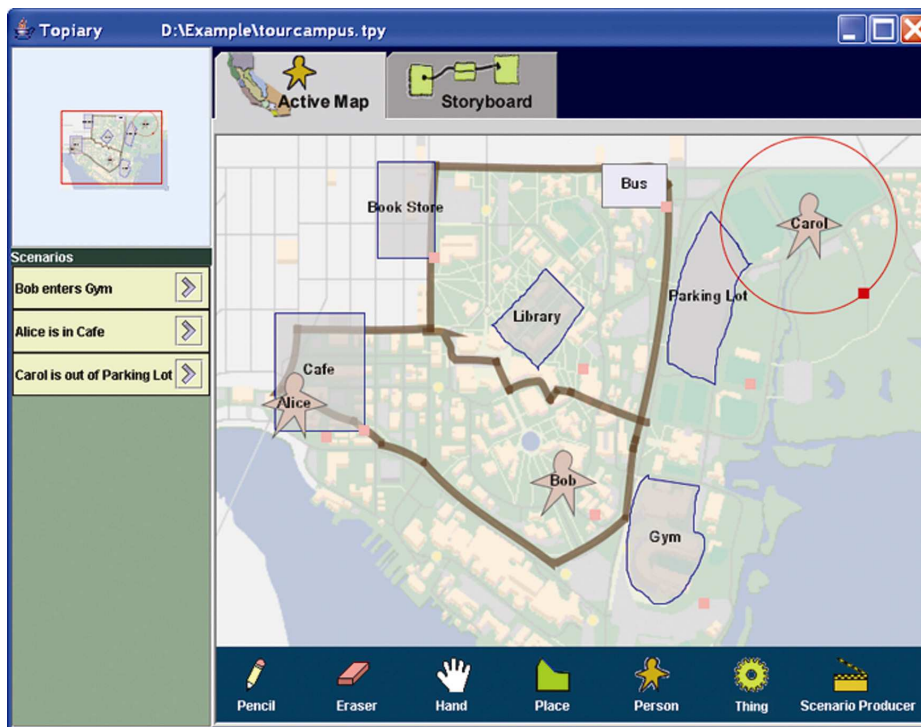 Topiary D:\Example\tourcampus.tpy
Active Map
Storyboard
Scenarios
Bob enters Gym
Alice is in Cafe
Carol is out of Parking Lot
Book Store
Bus
Carol
Parking Lot
Library
Cafe
Alice
Bob
Gym
Pencil
Eraser
Hand
Place
Person
Thing
Scenario Producer